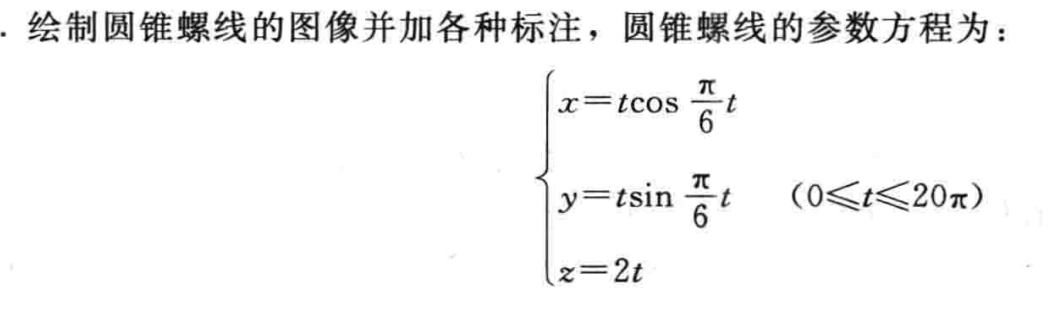 . 绘制圆锥螺线的图像并加各种标注，圆锥螺线的参数方程为：
x=tcos π/6 t
y=tsin π/6 t （0≤t≤20π）
z=2t